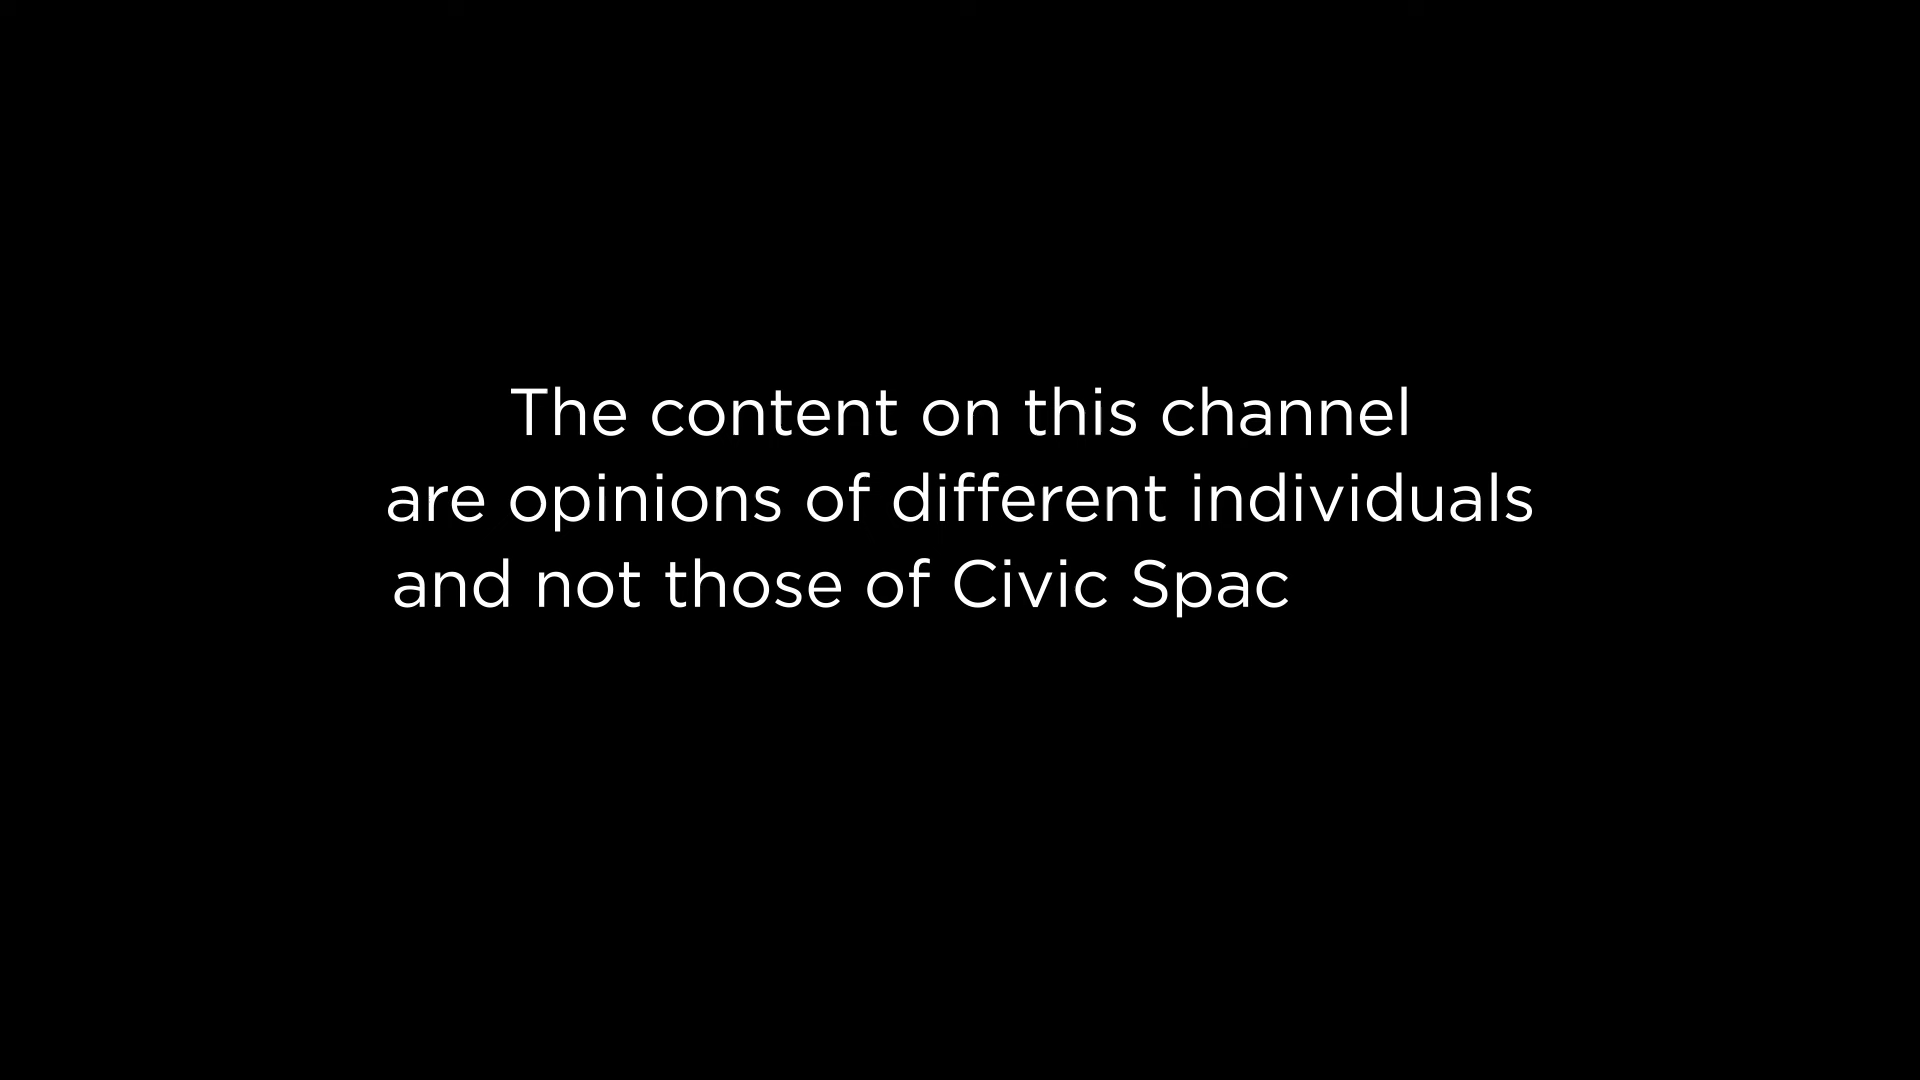 The content on this channel
are opinions of different individuals
and not those of Civic Spac